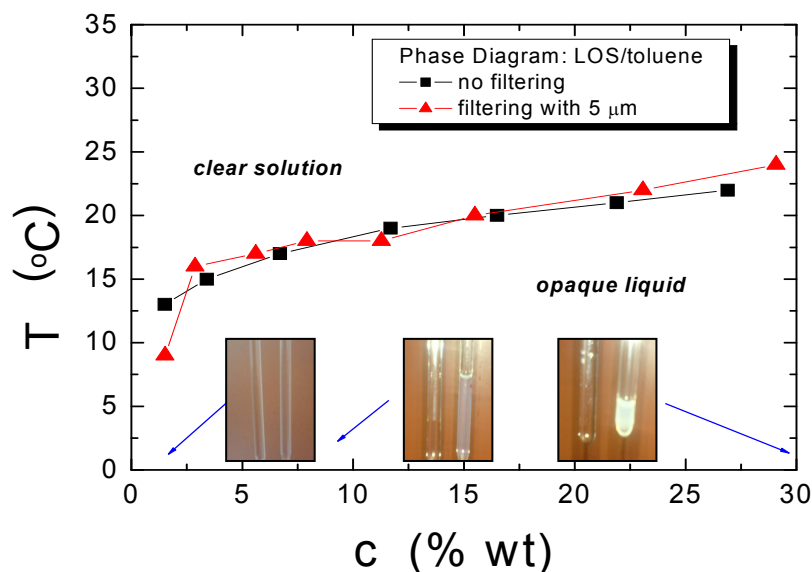 Phase Diagram: LOS/toluene
no filtering
filtering with 5 μm
clear solution
opaque liquid
T (oC)
35
30
25
20
15
10
5
0
0 5 10 15 20 25 30
c (% wt)